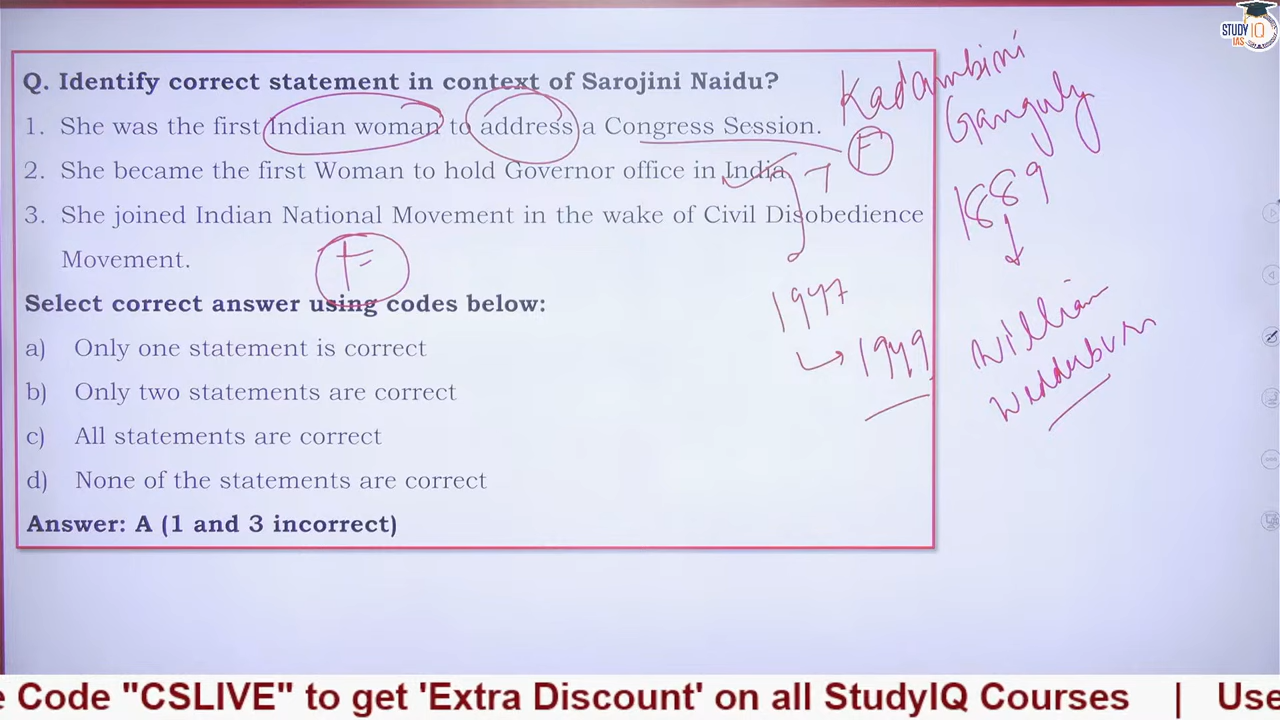 STUDY IQ
IAS
Q. Identify correct statement in context of Sarojini Naidu?
1. She was the first Indian woman to address a Congress Session.
2. She became the first Woman to hold Governor office in India
3. She joined Indian National Movement in the wake of Civil Disobedience
Movement.
Select correct answer using codes below:
a) Only one statement is correct
b) Only two statements are correct
c) All statements are correct
d) None of the statements are correct
Answer: A (1 and 3 incorrect)
Kadambini
Ganguly
F
T
1889
F
1947
1949
William
Wedderburn
e Code "CSLIVE" to get 'Extra Discount' on all StudyIQ Courses | Use